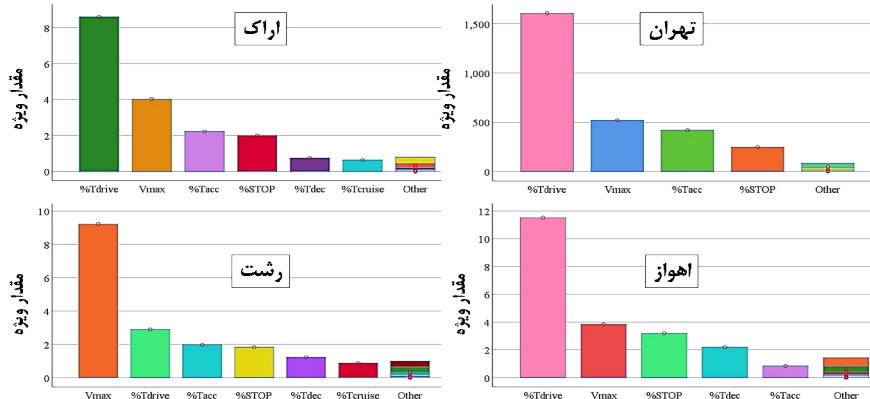 اراک
مقدار ویژه
8
6
4
2
0
%Tdrive Vmax %Tacc %STOP %Tdec %Tcruise Other
تهران
مقدار ویژه
1,500
1,000
500
0
%Tdrive Vmax %Tacc %STOP Other
رشت
مقدار ویژه
10
8
6
4
2
0
Vmax %Tdrive %Tacc %STOP %Tdec %Tcruise Other
اهواز
مقدار ویژه
12
10
8
6
4
2
0
%Tdrive Vmax %STOP %Tdec %Tacc Other